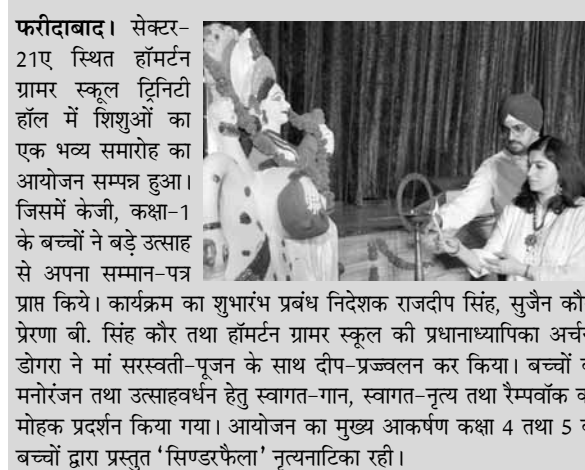 फरीदाबाद। सेक्टर-
21ए स्थित हॉमर्टन
ग्रामर स्कूल ट्रिनिटी
हॉल में शिशुओं का
एक भव्य समारोह का
आयोजन सम्पन्न हुआ।
जिसमें केजी, कक्षा-1
के बच्चों ने बड़े उत्साह
से अपना सम्मान-पत्र
प्राप्त किये। कार्यक्रम का शुभारंभ प्रबंध निदेशक राजदीप सिंह, सुजैन
प्रेरणा बी. सिंह कौर तथा हॉमर्टन ग्रामर स्कूल की प्रधानाध्यापिका
डोगरा ने मां सरस्वती-पूजन के साथ दीप-प्रज्ज्वलन कर किया। बच्चों
मनोरंजन तथा उत्साहवर्धन हेतु स्वागत-गान, स्वागत-नृत्य तथा रैम्पवॉक
मोहक प्रदर्शन किया गया। आयोजन का मुख्य आकर्षण कक्षा 4 तथा 5
बच्चों द्वारा प्रस्तुत ‘सिण्डरफैला’ नृत्यनाटिका रही।